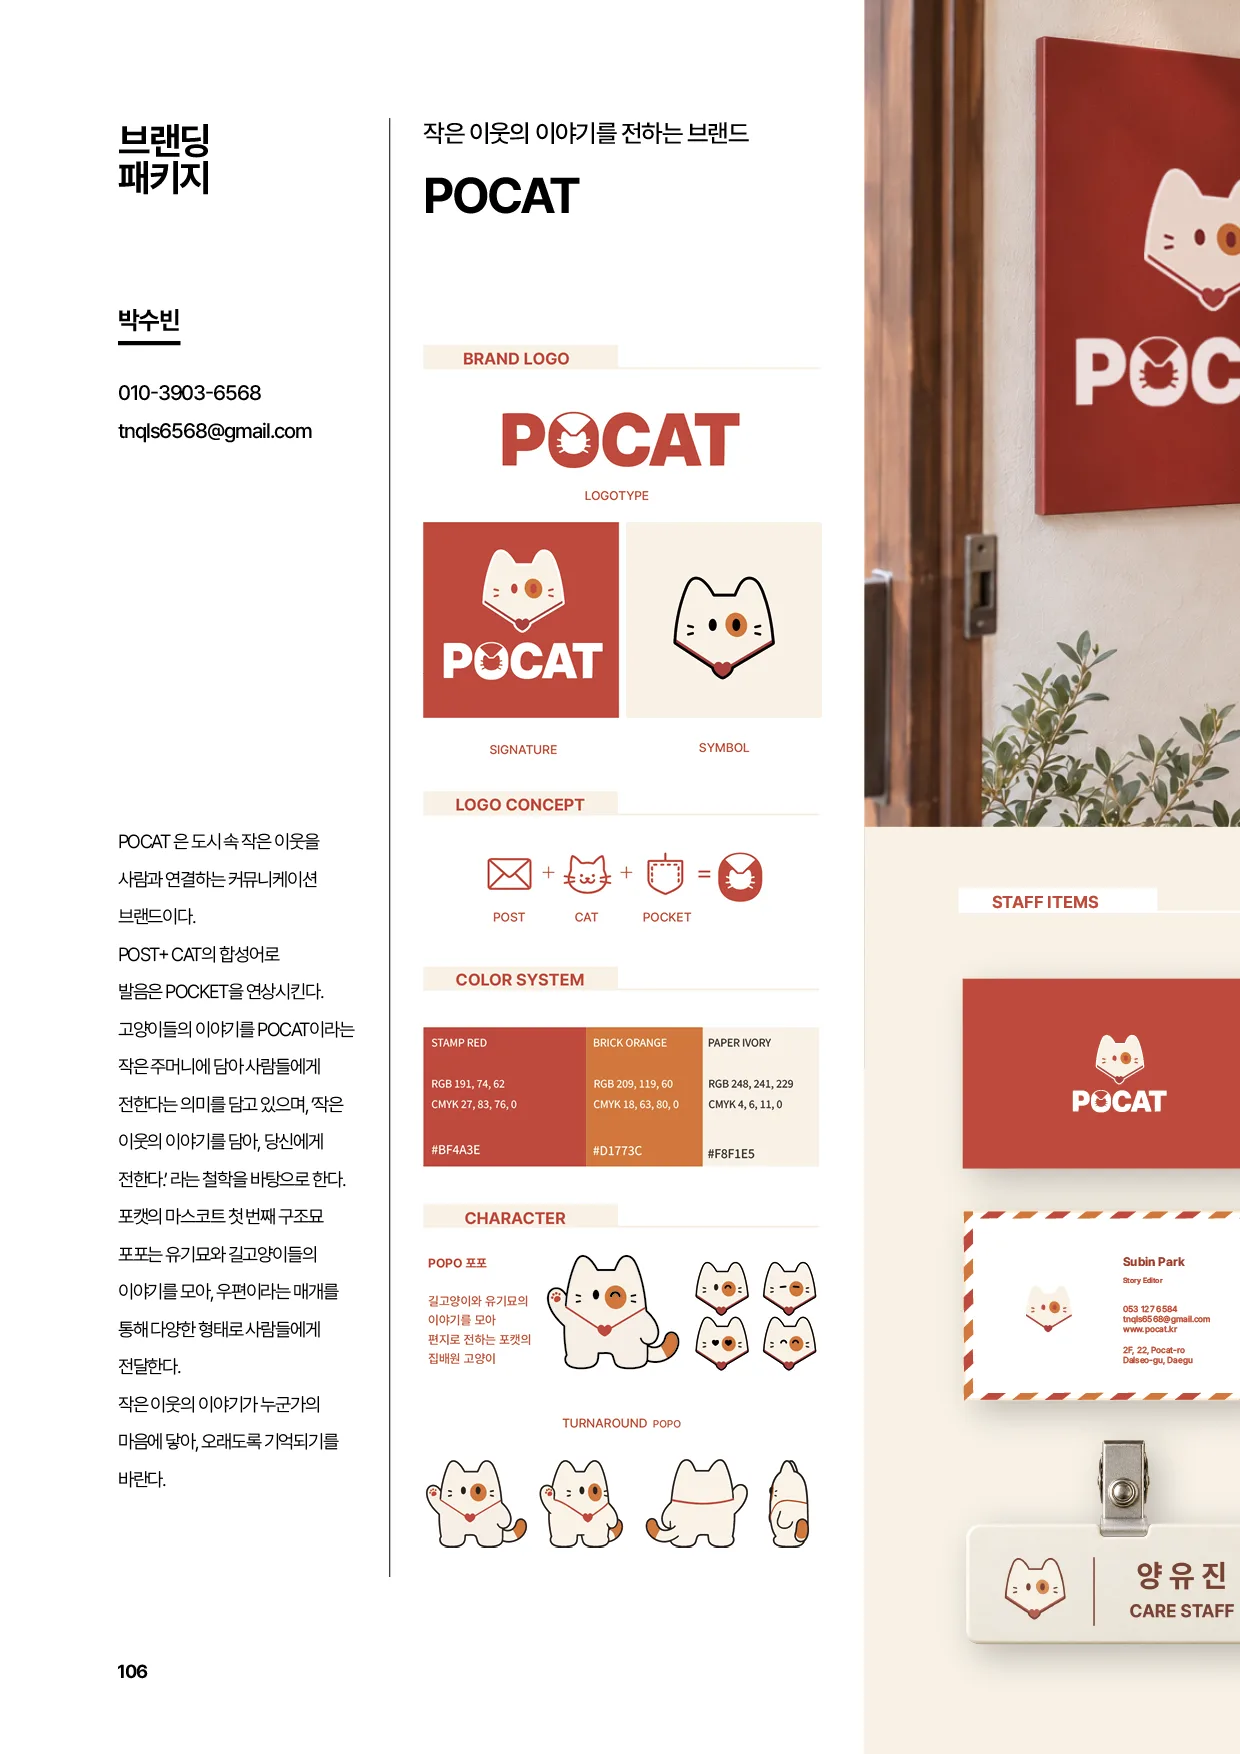 브랜딩
패키지
박수빈
010-3903-6568
tnqls6568@gmail.com
POCAT 은 도시 속 작은 이웃을
사람과 연결하는 커뮤니케이션
브랜드이다.
POST+ CAT의 합성어로
발음은 POCKET을 연상시킨다.
고양이들의 이야기를 POCAT이라는
작은 주머니에 담아 사람들에게
전한다는 의미를 담고 있으며, ‘작은
이웃의 이야기를 담아, 당신에게
전한다.’ 라는 철학을 바탕으로 한다.
포캣의 마스코트 첫 번째 구조묘
포포는 유기묘와 길고양이들의
이야기를 모아, 우편이라는 매개를
통해 다양한 형태로 사람들에게
전달한다.
작은 이웃의 이야기가 누군가의
마음에 닿아, 오래도록 기억되기를
바란다.
106
작은 이웃의 이야기를 전하는 브랜드
POCAT
BRAND LOGO
POCAT
LOGOTYPE
POCAT
SIGNATURE
SYMBOL
LOGO CONCEPT
POST + CAT + POCKET =
COLOR SYSTEM
STAMP RED
RGB 191, 74, 62
CMYK 27, 83, 76, 0
#BF4A3E
BRICK ORANGE
RGB 209, 119, 60
CMYK 18, 63, 80, 0
#D1773C
PAPER IVORY
RGB 248, 241, 229
CMYK 4, 6, 11, 0
#F8F1E5
CHARACTER
POPO 포포
길고양이와 유기묘의
이야기를 모아
편지로 전하는 포캣의
집배원 고양이
TURNAROUND POPO
POC
STAFF ITEMS
POCAT
Subin Park
Story Editor
053 127 6584
tnqls6568@gmail.com
www.pocat.kr
2F, 22, Pocat-ro
Dalseo-gu, Daegu
양유진
CARE STAFF